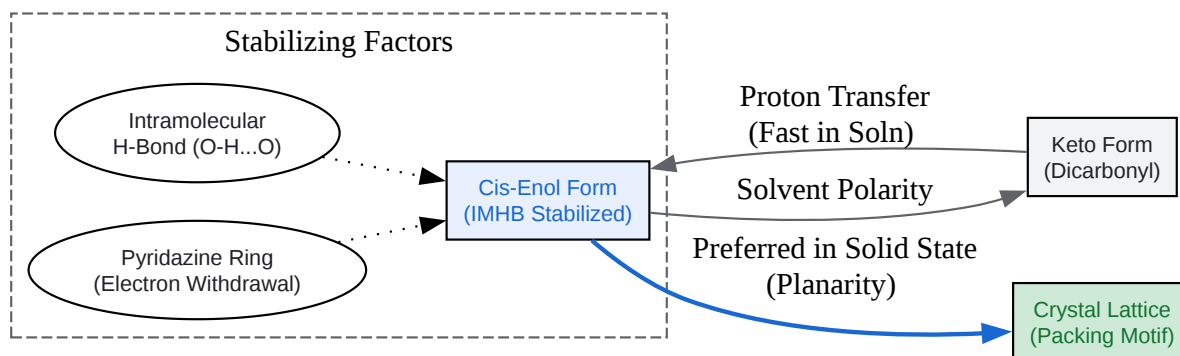 Stabilizing Factors
Intramolecular
H-Bond (O-H...O)
Pyridazine Ring
(Electron Withdrawal)
Cis-Enol Form
(IMHB Stabilized)
Proton Transfer
(Fast in Soln)
Solvent Polarity
Preferred in Solid State
(Planarity)
Keto Form
(Dicarbonyl)
Crystal Lattice
(Packing Motif)